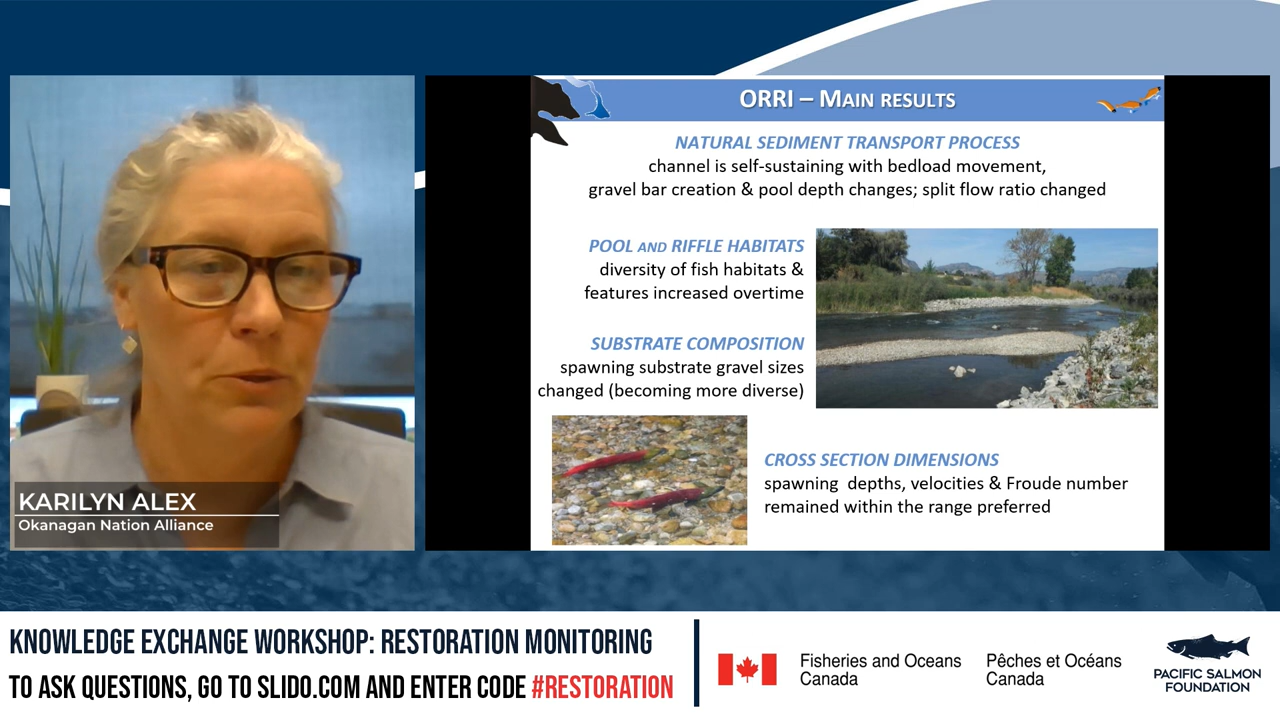 ORRI – MAIN RESULTS
NATURAL SEDIMENT TRANSPORT PROCESS
channel is self-sustaining with bedload movement,
gravel bar creation & pool depth changes; split flow ratio changed
POOL AND RIFFLE HABITATS
diversity of fish habitats &
features increased overtime
SUBSTRATE COMPOSITION
spawning substrate gravel sizes
changed (becoming more diverse)
CROSS SECTION DIMENSIONS
spawning depths, velocities & Froude number
remained within the range preferred
KARILYN ALEX
Okanagan Nation Alliance
KNOWLEDGE EXCHANGE WORKSHOP: RESTORATION MONITORING
TO ASK QUESTIONS, GO TO SLIDO.COM AND ENTER CODE #RESTORATION
Fisheries and Oceans
Canada
Pêches et Océans
Canada
PACIFIC SALMON
FOUNDATION